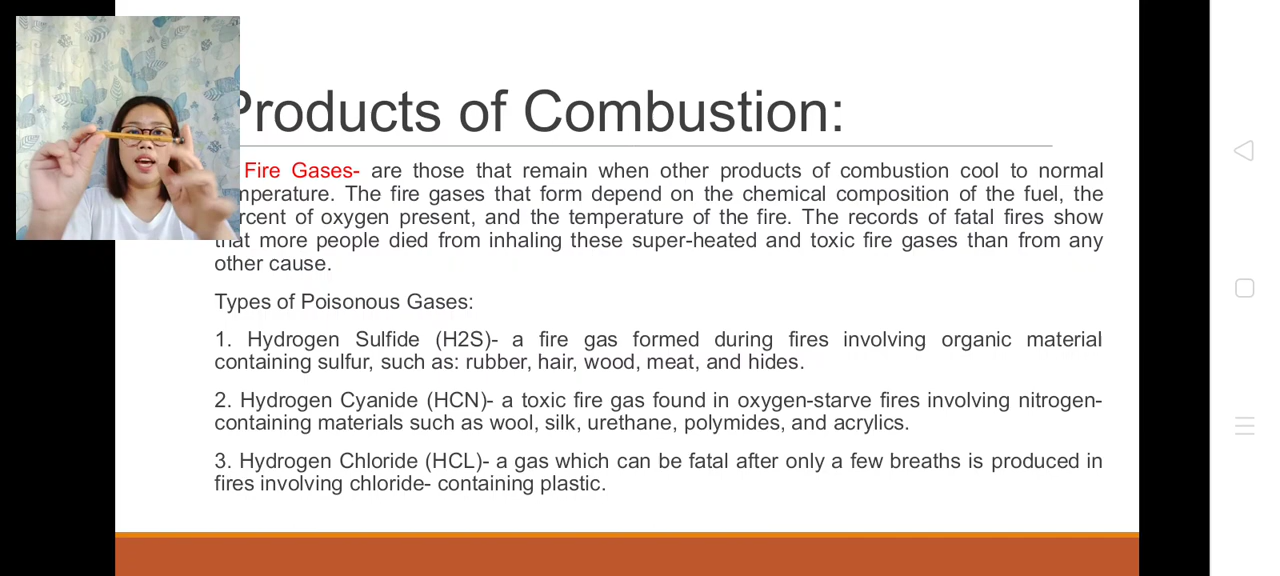 Products of Combustion:
Fire Gases- are those that remain when other products of combustion cool to normal
mperature. The fire gases that form depend on the chemical composition of the fuel, the
rcent of oxygen present, and the temperature of the fire. The records of fatal fires show
that more people died from inhaling these super-heated and toxic fire gases than from any
other cause.
Types of Poisonous Gases:
1. Hydrogen Sulfide (H2S)- a fire gas formed during fires involving organic material
containing sulfur, such as: rubber, hair, wood, meat, and hides.
2. Hydrogen Cyanide (HCN)- a toxic fire gas found in oxygen-starve fires involving nitrogen-
containing materials such as wool, silk, urethane, polymides, and acrylics.
3. Hydrogen Chloride (HCL)- a gas which can be fatal after only a few breaths is produced in
fires involving chloride- containing plastic.